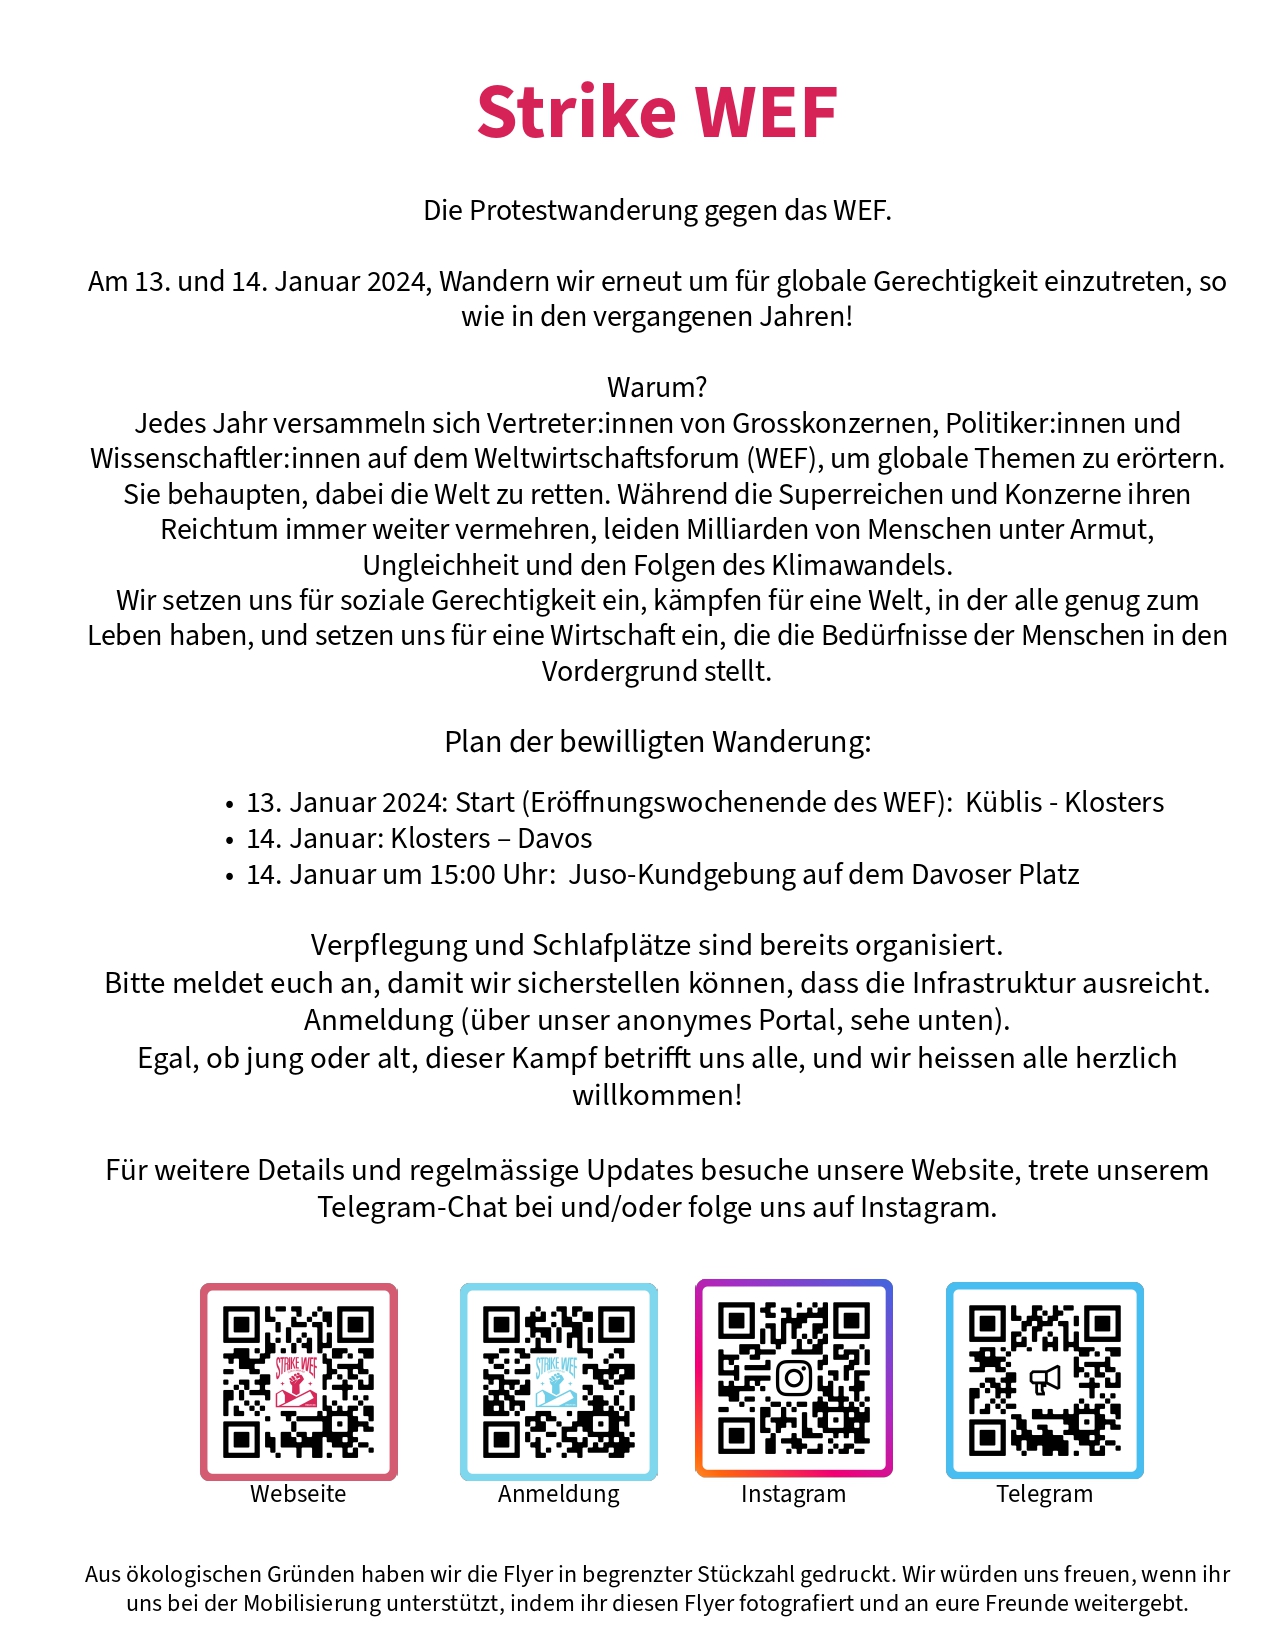 Strike WEF
Die Protestwanderung gegen das WEF.
Am 13. und 14. Januar 2024, Wandern wir erneut um für globale Gerechtigkeit einzutreten, so
wie in den vergangenen Jahren!
Warum?
Jedes Jahr versammeln sich Vertreter:innen von Grosskonzernen, Politiker:innen und
Wissenschaftler:innen auf dem Weltwirtschaftsforum (WEF), um globale Themen zu erörtern.
Sie behaupten, dabei die Welt zu retten. Während die Superreichen und Konzerne ihren
Reichtum immer weiter vermehren, leiden Milliarden von Menschen unter Armut,
Ungleichheit und den Folgen des Klimawandels.
Wir setzen uns für soziale Gerechtigkeit ein, kämpfen für eine Welt, in der alle genug zum
Leben haben, und setzen uns für eine Wirtschaft ein, die die Bedürfnisse der Menschen in den
Vordergrund stellt.
Plan der bewilligten Wanderung:
• 13. Januar 2024: Start (Eröffnungswochenende des WEF): Küblis - Klosters
• 14. Januar: Klosters – Davos
• 14. Januar um 15:00 Uhr: Juso-Kundgebung auf dem Davoser Platz
Verpflegung und Schlafplätze sind bereits organisiert.
Bitte meldet euch an, damit wir sicherstellen können, dass die Infrastruktur ausreicht.
Anmeldung (über unser anonymes Portal, sehe unten).
Egal, ob jung oder alt, dieser Kampf betrifft uns alle, und wir heissen alle herzlich
willkommen!
Für weitere Details und regelmässige Updates besuche unsere Website, trete unserem
Telegram-Chat bei und/oder folge uns auf Instagram.
STRIKE WEF
STRIKE WEF
Webseite
Anmeldung
Instagram
Telegram
Aus ökologischen Gründen haben wir die Flyer in begrenzter Stückzahl gedruckt. Wir würden uns freuen, wenn ihr
uns bei der Mobilisierung unterstützt, indem ihr diesen Flyer fotografiert und an eure Freunde weitergebt.